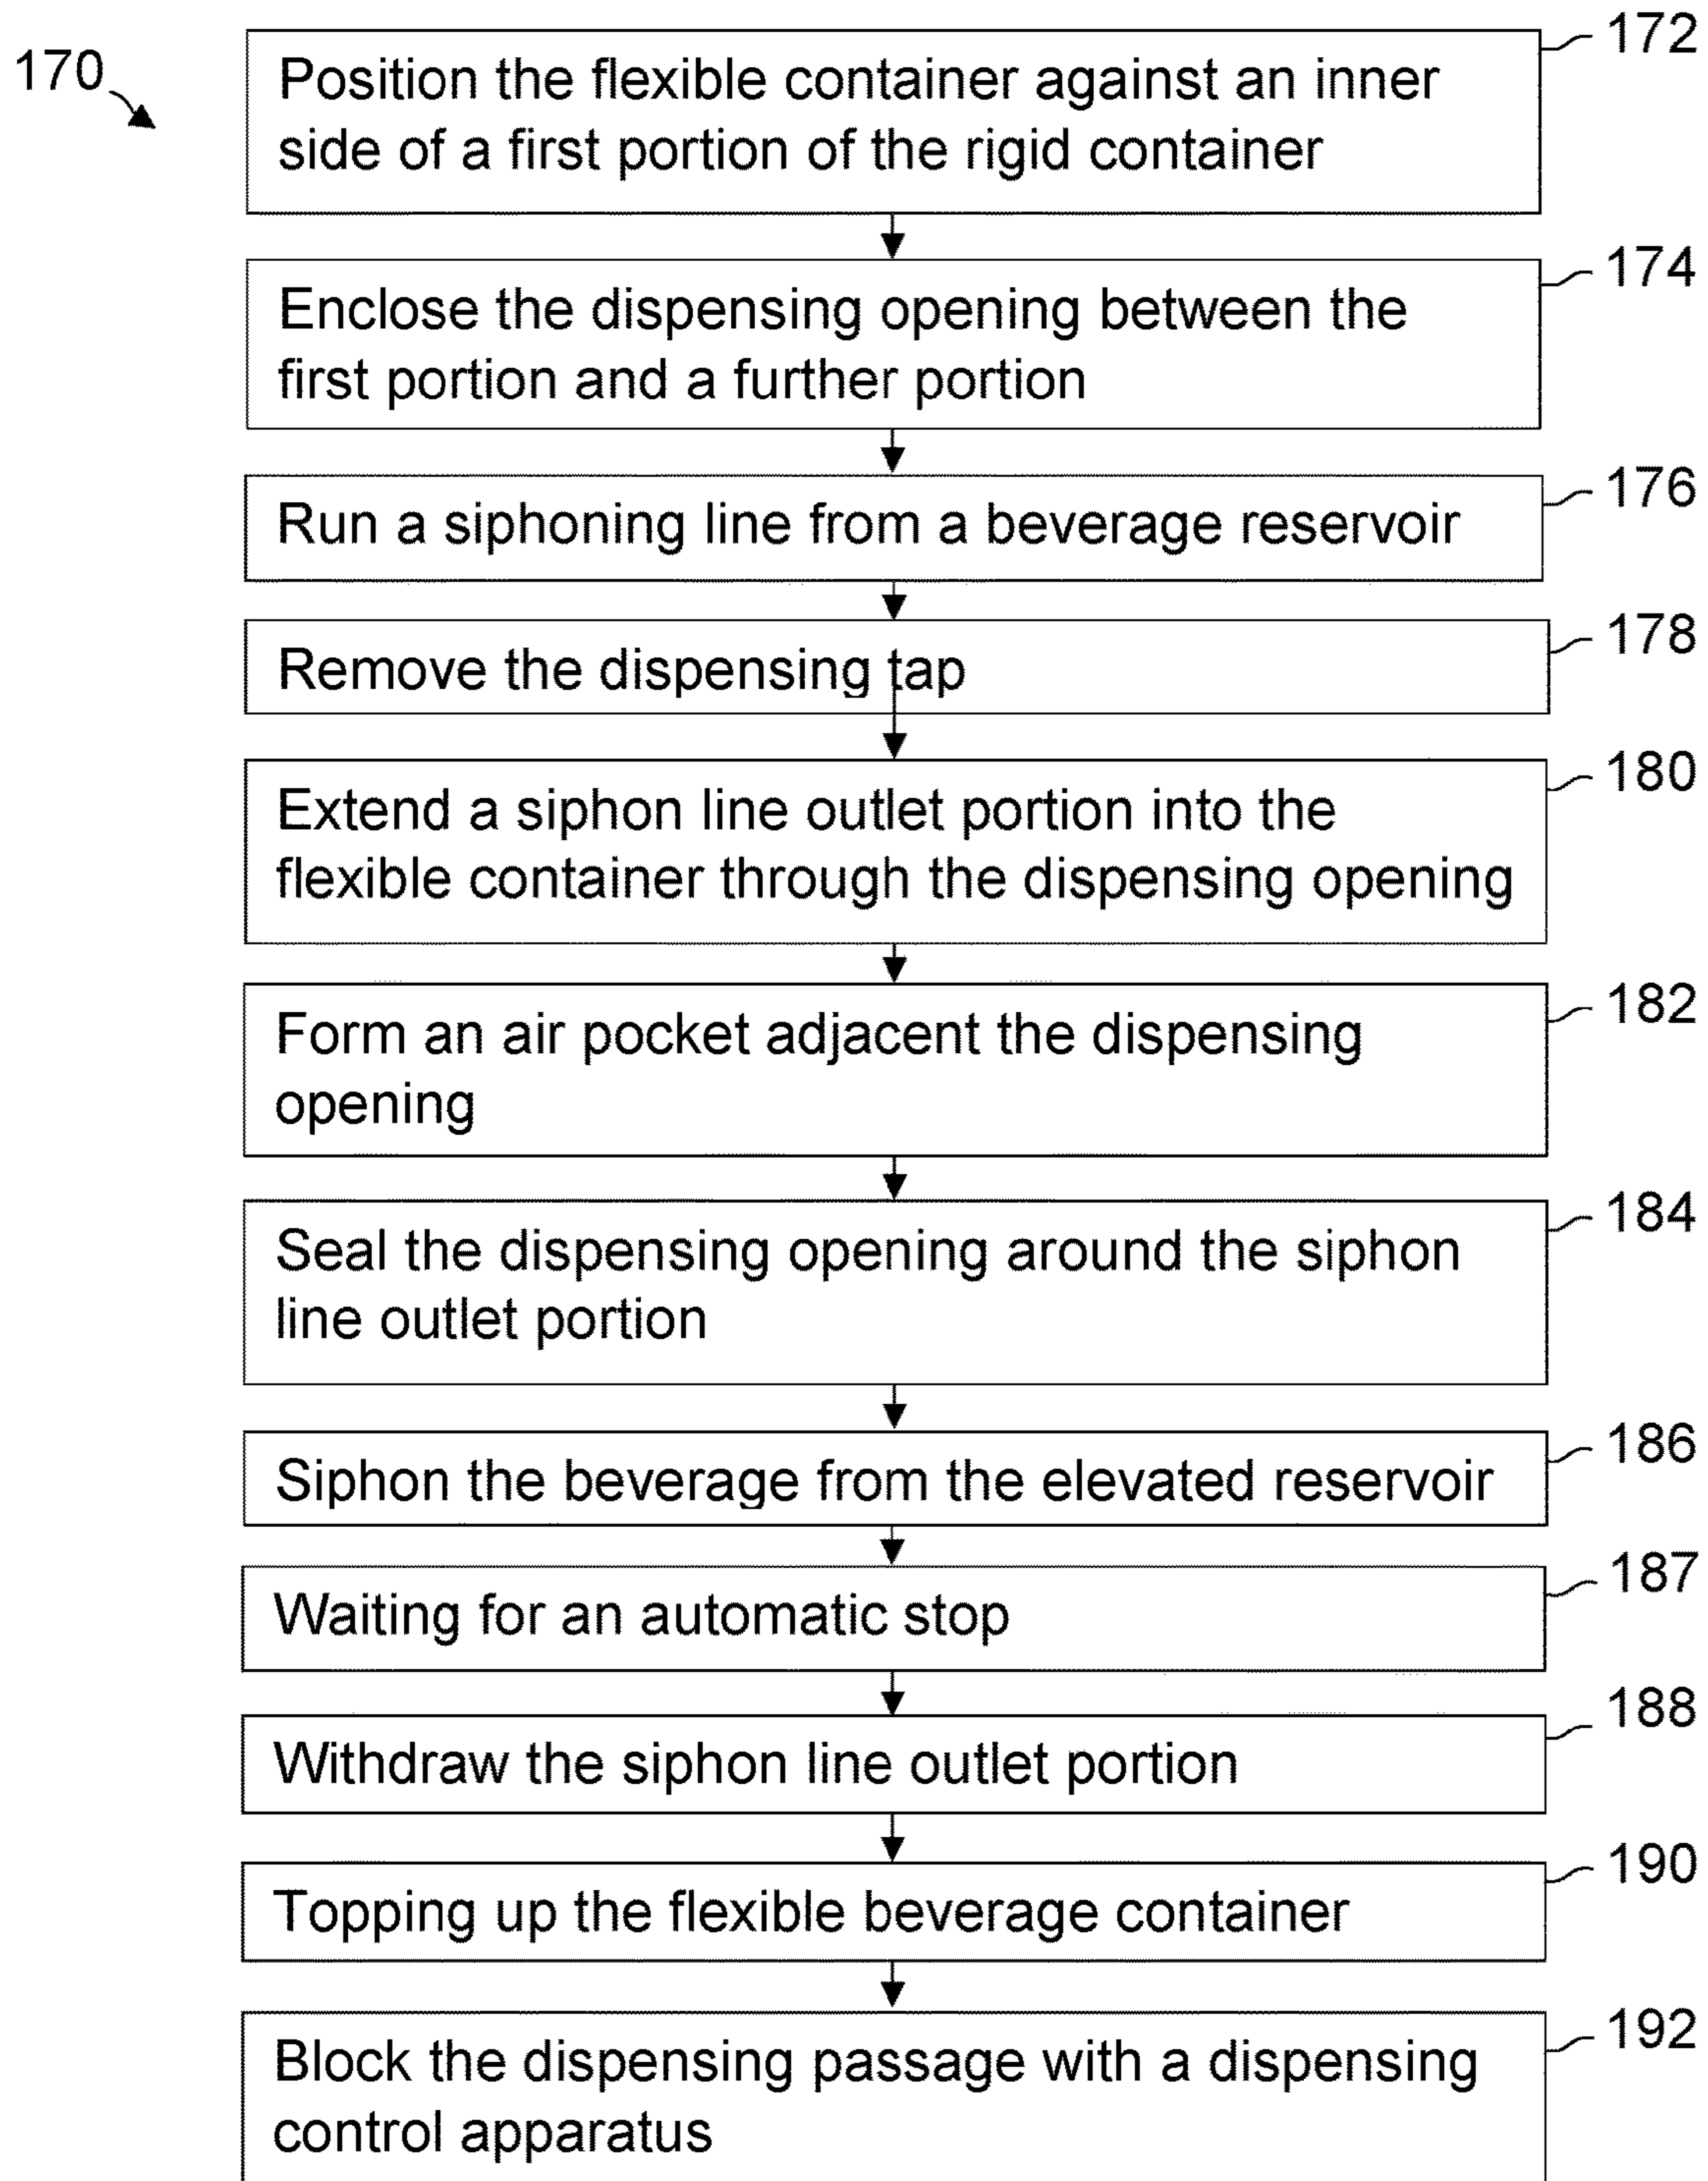 170
172
Position the flexible container against an inner
side of a first portion of the rigid container
174
Enclose the dispensing opening between the
first portion and a further portion
176
Run a siphoning line from a beverage reservoir
178
Remove the dispensing tap
180
Extend a siphon line outlet portion into the
flexible container through the dispensing opening
182
Form an air pocket adjacent the dispensing
opening
184
Seal the dispensing opening around the siphon
line outlet portion
186
Siphon the beverage from the elevated reservoir
187
Waiting for an automatic stop
188
Withdraw the siphon line outlet portion
190
Topping up the flexible beverage container
192
Block the dispensing passage with a dispensing
control apparatus